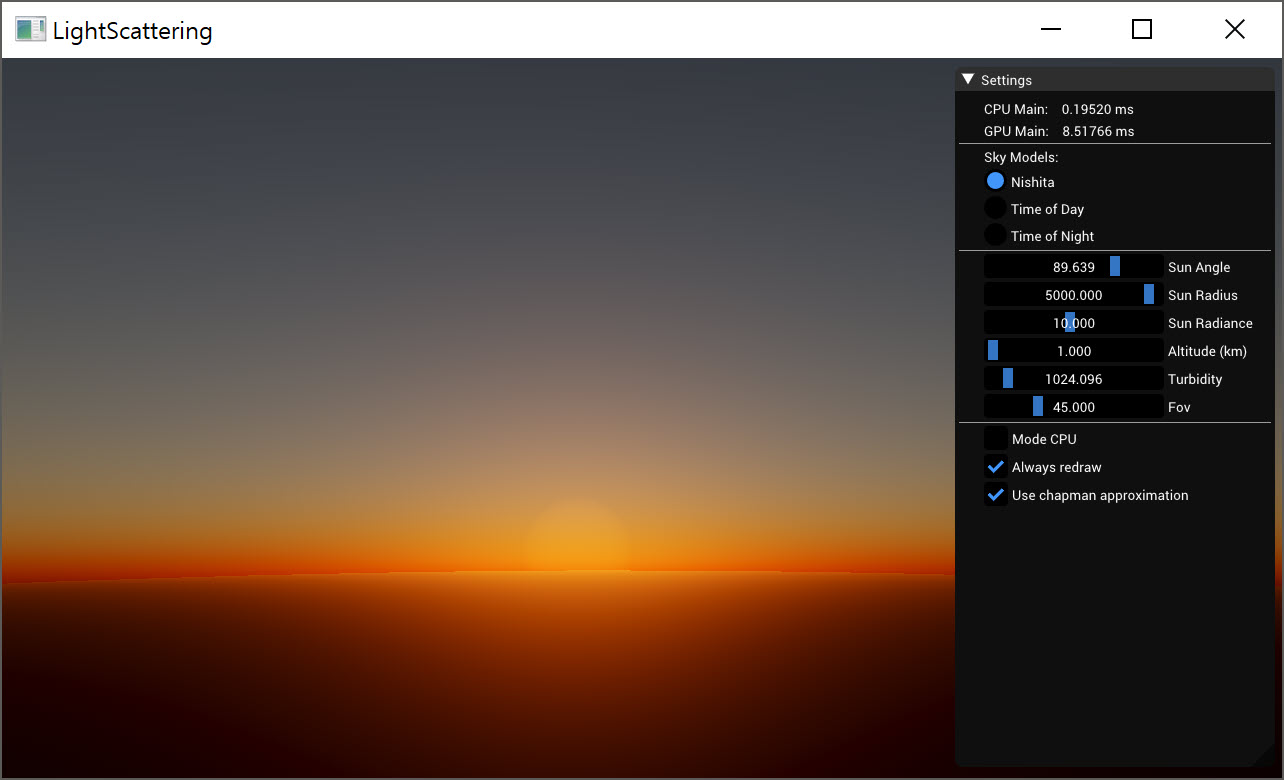 LightScattering
Settings
CPU Main: 0.19520 ms
GPU Main: 8.51766 ms
Sky Models:
Nishita
Time of Day
Time of Night
89.639 Sun Angle
5000.000 Sun Radius
10.000 Sun Radiance
1.000 Altitude (km)
1024.096 Turbidity
45.000 Fov
Mode CPU
Always redraw
Use chapman approximation